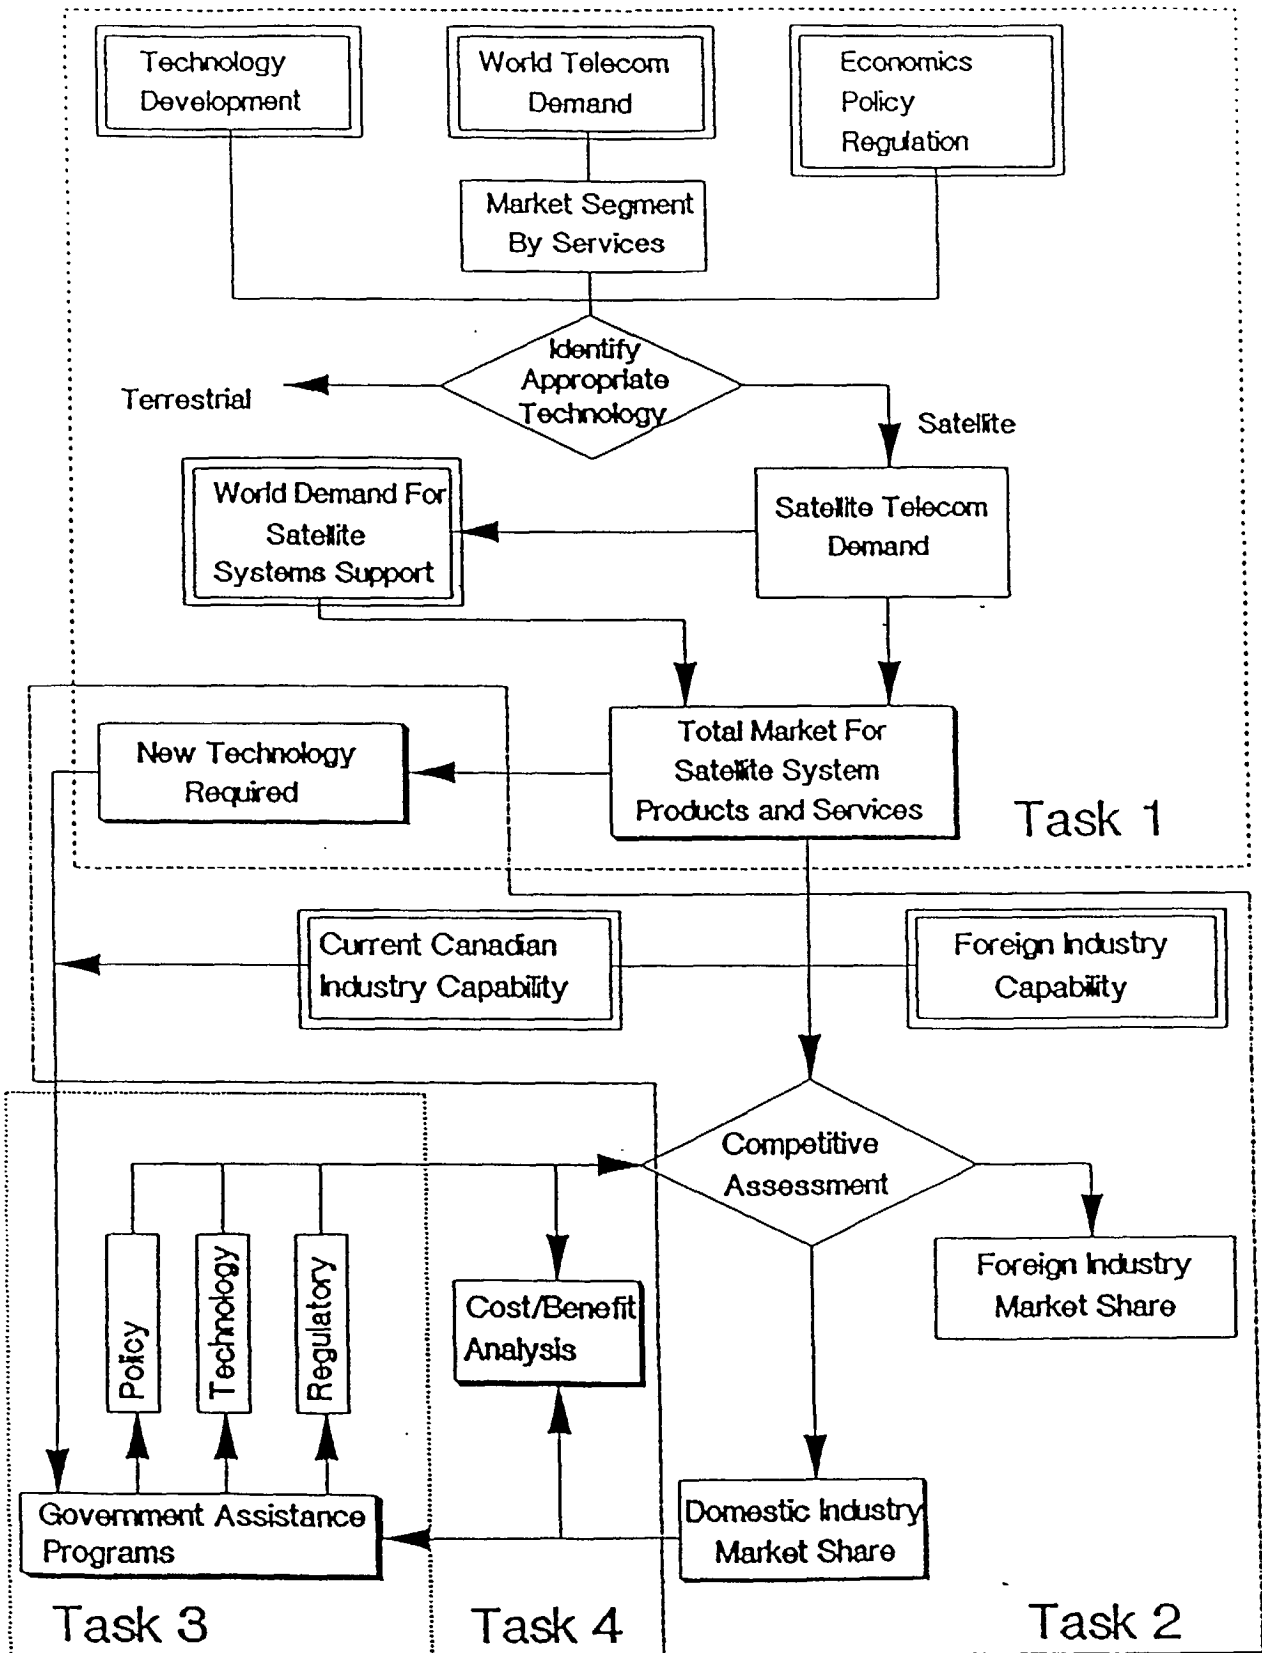 Technology
Development
World Telecom
Demand
Economics
Policy
Regulation
Market Segment
By Services
Identify
Appropriate
Technology
Terrestrial
Satellite
World Demand For
Satellite
Systems Support
Satellite Telecom
Demand
New Technology
Required
Total Market For
Satellite System
Products and Services
Task 1
Current Canadian
Industry Capability
Foreign Industry
Capability
Competitive
Assessment
Policy
Technology
Regulatory
Cost/Benefit
Analysis
Foreign Industry
Market Share
Government Assistance
Programs
Domestic Industry
Market Share
Task 3
Task 4
Task 2